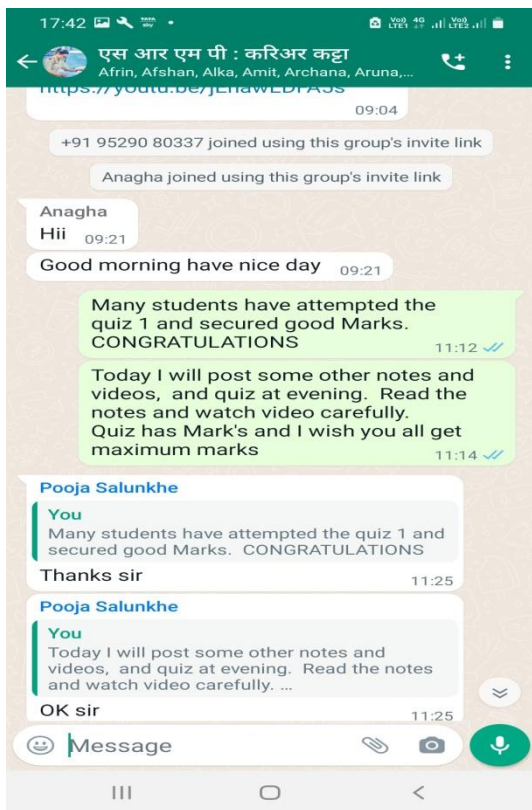 17:42
Vo)) 4G LTE1 Vo)) LTE2
एस आर एम पी : करिअर कट्टा
Afrin, Afshan, Alka, Amit, Archana, Aruna,...
09:04
+91 95290 80337 joined using this group's invite link
Anagha joined using this group's invite link
Anagha
Hii 09:21
Good morning have nice day 09:21
Many students have attempted the
quiz 1 and secured good Marks.
CONGRATULATIONS 11:12
Today I will post some other notes and
videos, and quiz at evening. Read the
notes and watch video carefully.
Quiz has Mark's and I wish you all get
maximum marks 11:14
Pooja Salunkhe
You
Many students have attempted the quiz 1 and
secured good Marks. CONGRATULATIONS
Thanks sir 11:25
Pooja Salunkhe
You
Today I will post some other notes and
videos, and quiz at evening. Read the notes
and watch video carefully. ...
OK sir 11:25
Message